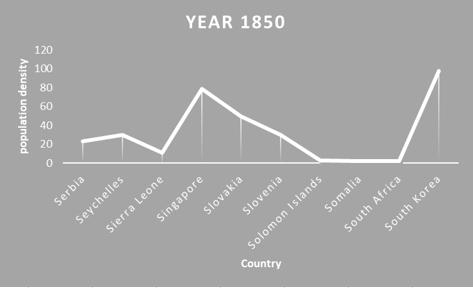 YEAR 1850
population density
120
100
80
60
40
20
0
Serbia
Seychelles
Sierra Leone
Singapore
Slovakia
Slovenia
Solomon Islands
Somalia
South Africa
South Korea
Country